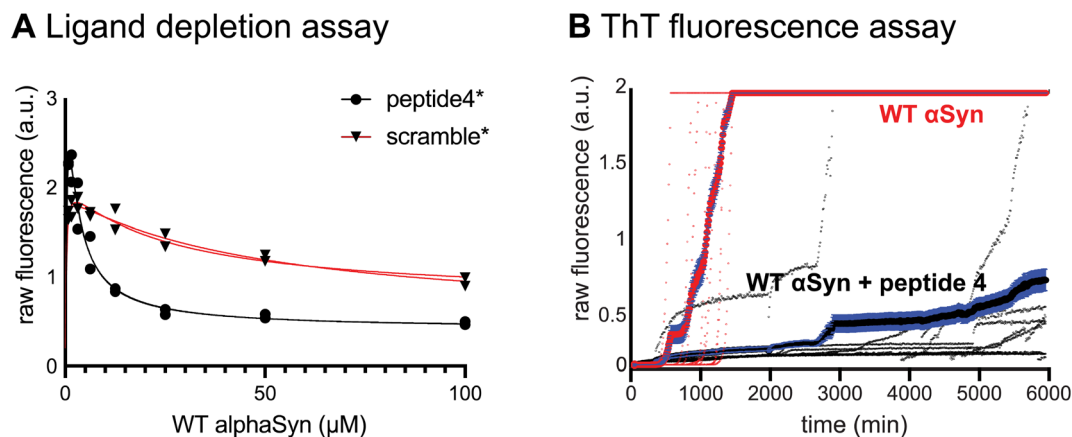 A Ligand depletion assay
raw fluorescence (a.u.)
3
2
1
0
peptide4*
scramble*
0
50
100
WT alphaSyn (µM)
B ThT fluorescence assay
raw fluorescence (a.u.)
2
1.5
1
0.5
0
WT αSyn
WT αSyn + peptide 4
0
1000
2000
3000
4000
5000
6000
time (min)